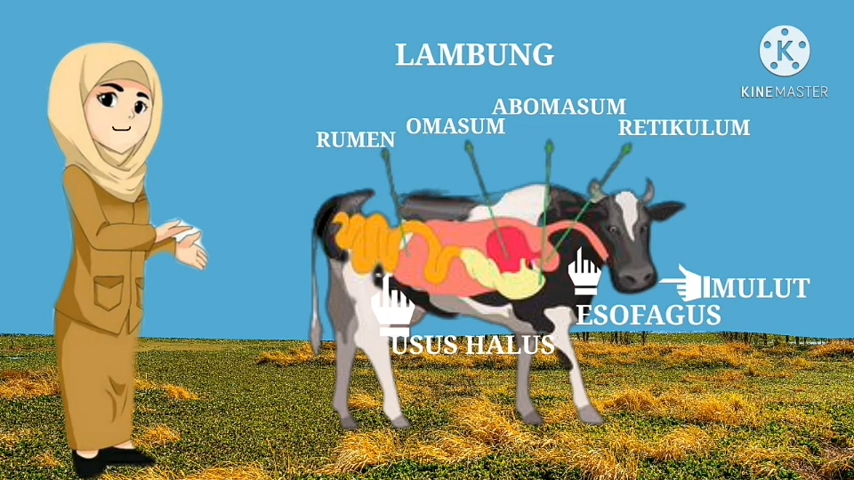 LAMBUNG
KINEMASTER
ABOMASUM
RUMEN
OMASUM
RETIKULUM
MULUT
ESOFAGUS
USUS HALUS